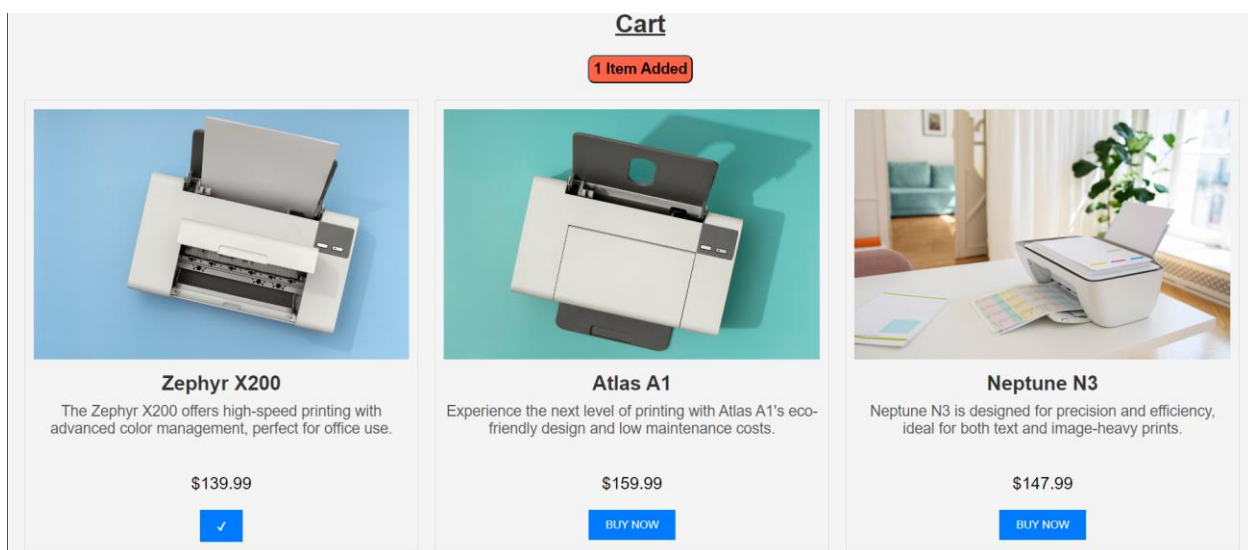 Cart
1 Item Added
Zephyr X200
The Zephyr X200 offers high-speed printing with
advanced color management, perfect for office use.
$139.99
✓
Atlas A1
Experience the next level of printing with Atlas A1's eco-
friendly design and low maintenance costs.
$159.99
BUY NOW
Neptune N3
Neptune N3 is designed for precision and efficiency,
ideal for both text and image-heavy prints.
$147.99
BUY NOW